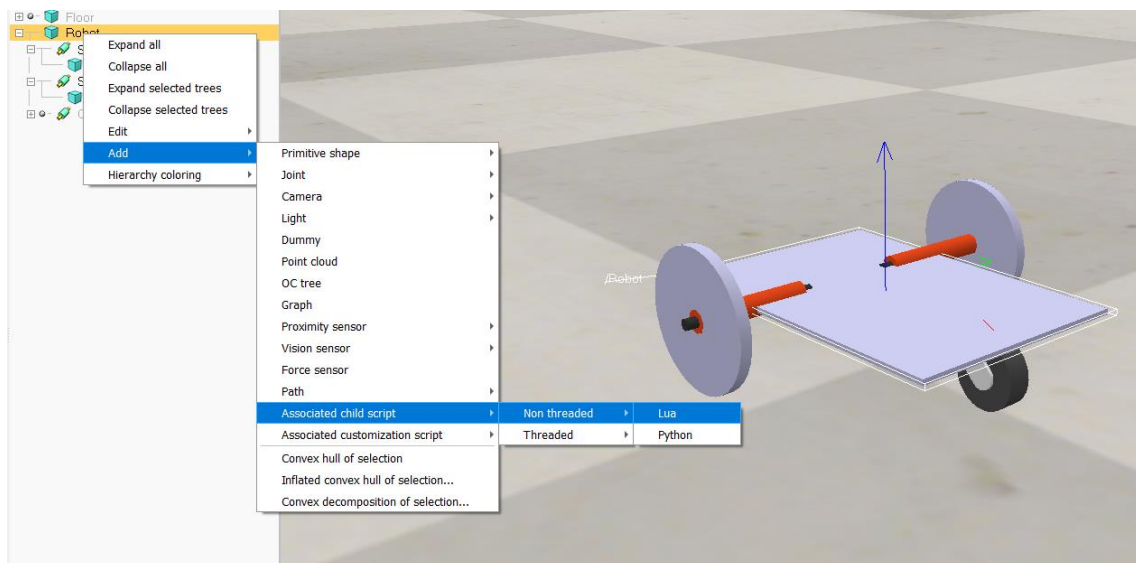 Floor
Robot
Expand all
Collapse all
Expand selected trees
Collapse selected trees
Edit
Add
Hierarchy coloring
Primitive shape
Joint
Camera
Light
Dummy
Point cloud
OC tree
Graph
Proximity sensor
Vision sensor
Force sensor
Path
Associated child script
Associated customization script
Convex hull of selection
Inflated convex hull of selection...
Convex decomposition of selection...
Non threaded
Threaded
Lua
Python
/Robot